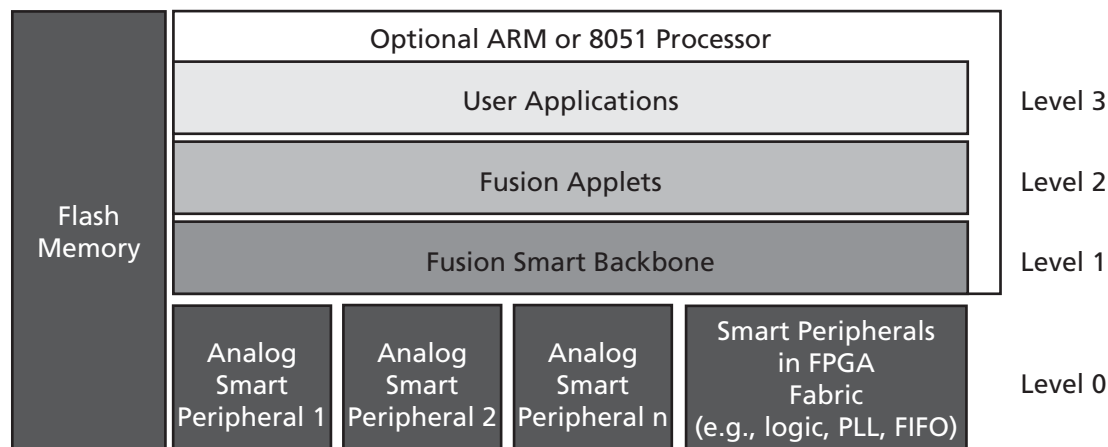 Optional ARM or 8051 Processor
User Applications
Level 3
Fusion Applets
Level 2
Flash
Memory
Fusion Smart Backbone
Level 1
Analog
Smart
Peripheral 1
Analog
Smart
Peripheral 2
Analog
Smart
Peripheral n
Smart Peripherals
in FPGA
Fabric
(e.g., logic, PLL, FIFO)
Level 0